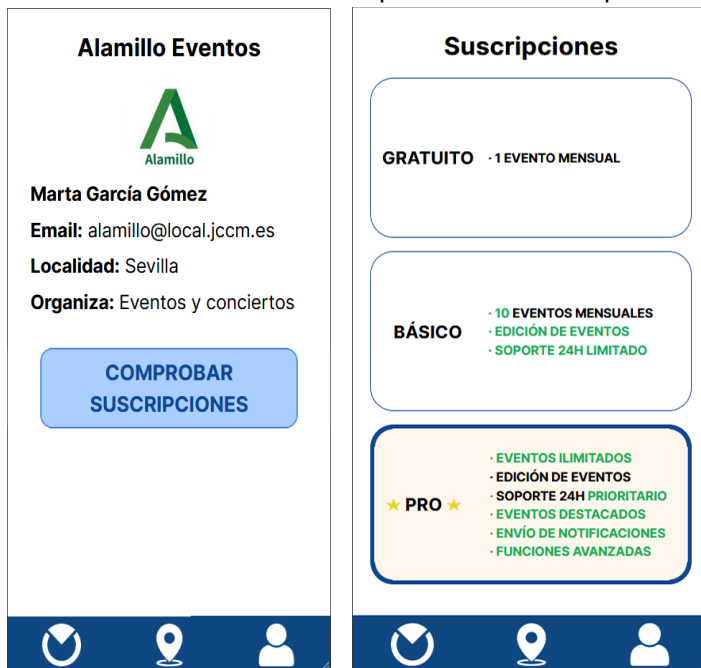 Alamillo Eventos
Alamillo
Marta García Gómez
Email: alamillo@local.jccm.es
Localidad: Sevilla
Organiza: Eventos y conciertos
COMPROBAR
SUSCRIPCIONES
Suscripciones
GRATUITO · 1 EVENTO MENSUAL
BÁSICO
· 10 EVENTOS MENSUALES
· EDICIÓN DE EVENTOS
· SOPORTE 24H LIMITADO
PRO
· EVENTOS ILIMITADOS
· EDICIÓN DE EVENTOS
· SOPORTE 24H PRIORITARIO
· EVENTOS DESTACADOS
· ENVÍO DE NOTIFICACIONES
· FUNCIONES AVANZADAS